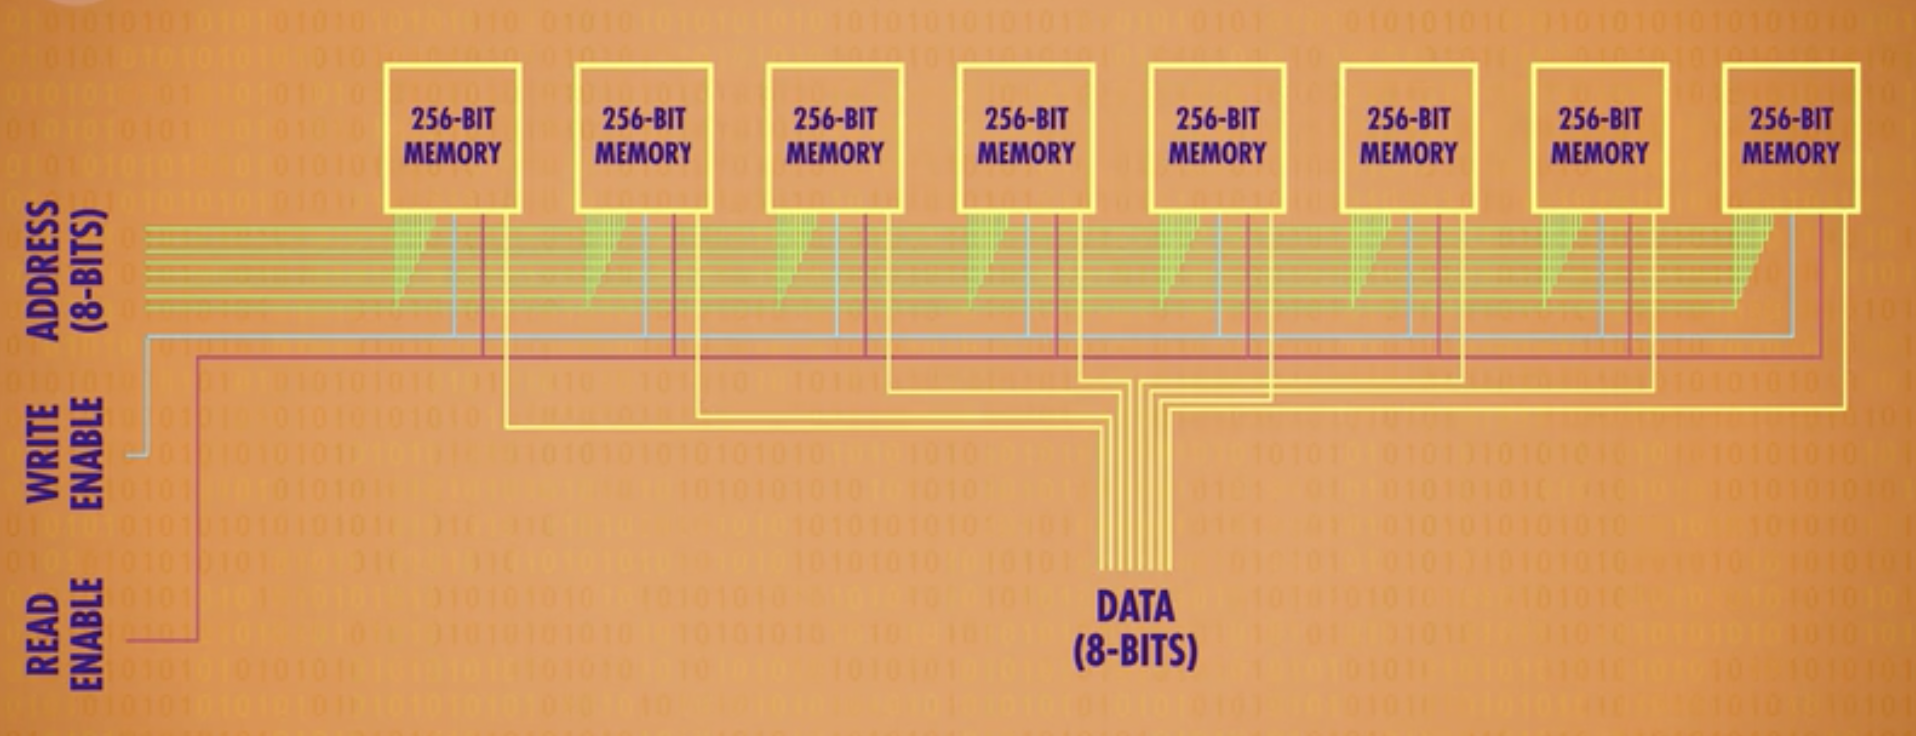 256-BIT
MEMORY
256-BIT
MEMORY
256-BIT
MEMORY
256-BIT
MEMORY
256-BIT
MEMORY
256-BIT
MEMORY
256-BIT
MEMORY
256-BIT
MEMORY
ADDRESS
(8-BITS)
WRITE
ENABLE
READ
ENABLE
DATA
(8-BITS)